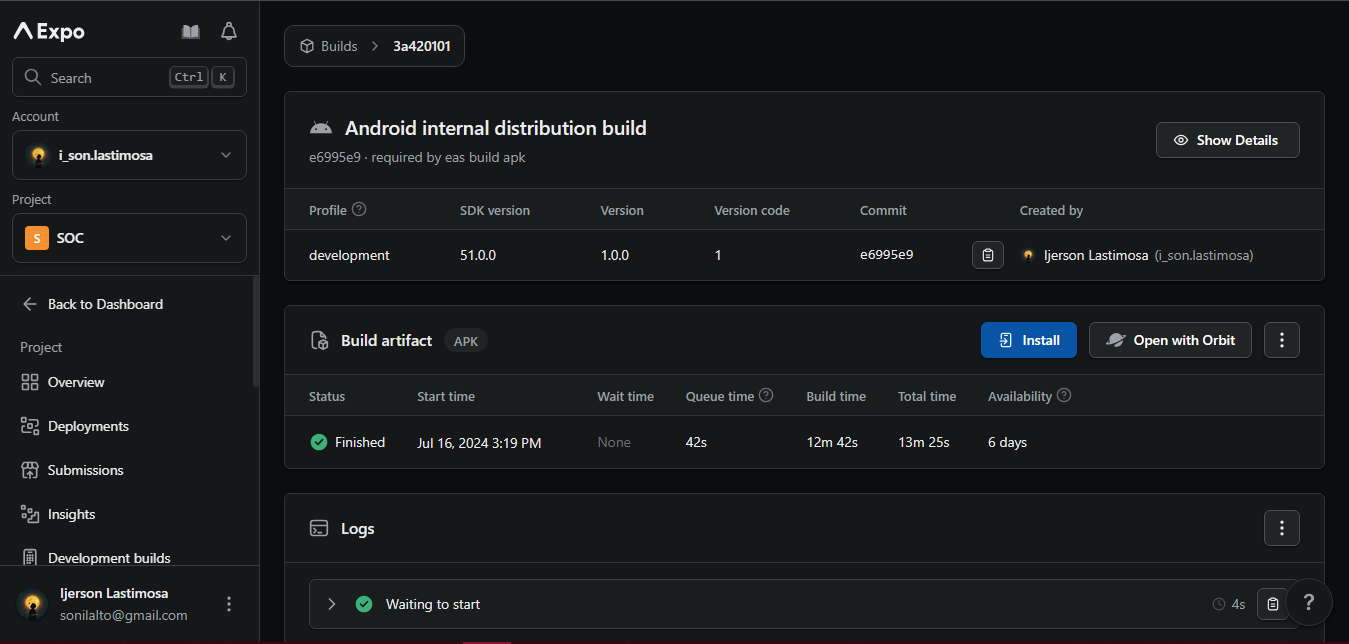 Expo
Search Ctrl K
Account
i_son.lastimosa
Project
S SOC
Back to Dashboard
Project
Overview
Deployments
Submissions
Insights
Development builds
Ijerson Lastimosa
sonilalto@gmail.com
Builds > 3a420101
Android internal distribution build
e6995e9 · required by eas build apk
Show Details
Profile ? SDK version Version Version code Commit Created by
development 51.0.0 1.0.0 1 e6995e9 Ijerson Lastimosa (i_son.lastimosa)
Build artifact APK
Install Open with Orbit
Status Start time Wait time Queue time ? Build time Total time Availability ?
Finished Jul 16, 2024 3:19 PM None 42s 12m 42s 13m 25s 6 days
Logs
Waiting to start 4s
?